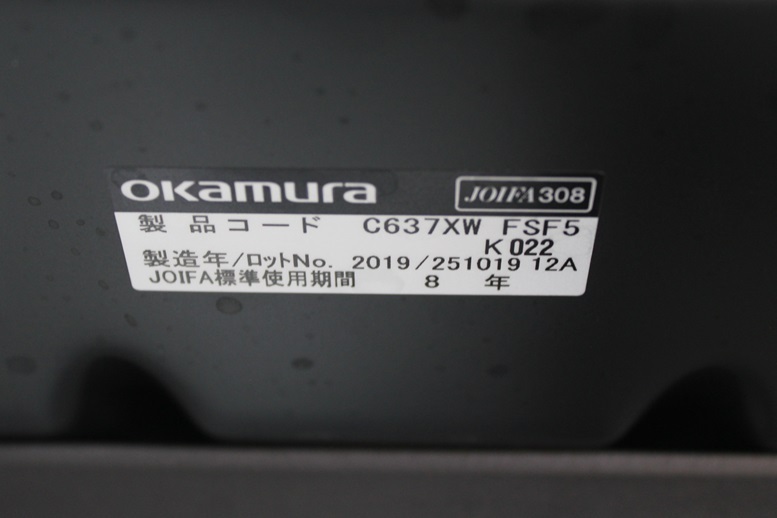 okamura JOIFA308
製品コード C637XW FSF5
K022
製造年/ロットNo. 2019/251019 12A
JOIFA標準使用期間 8 年